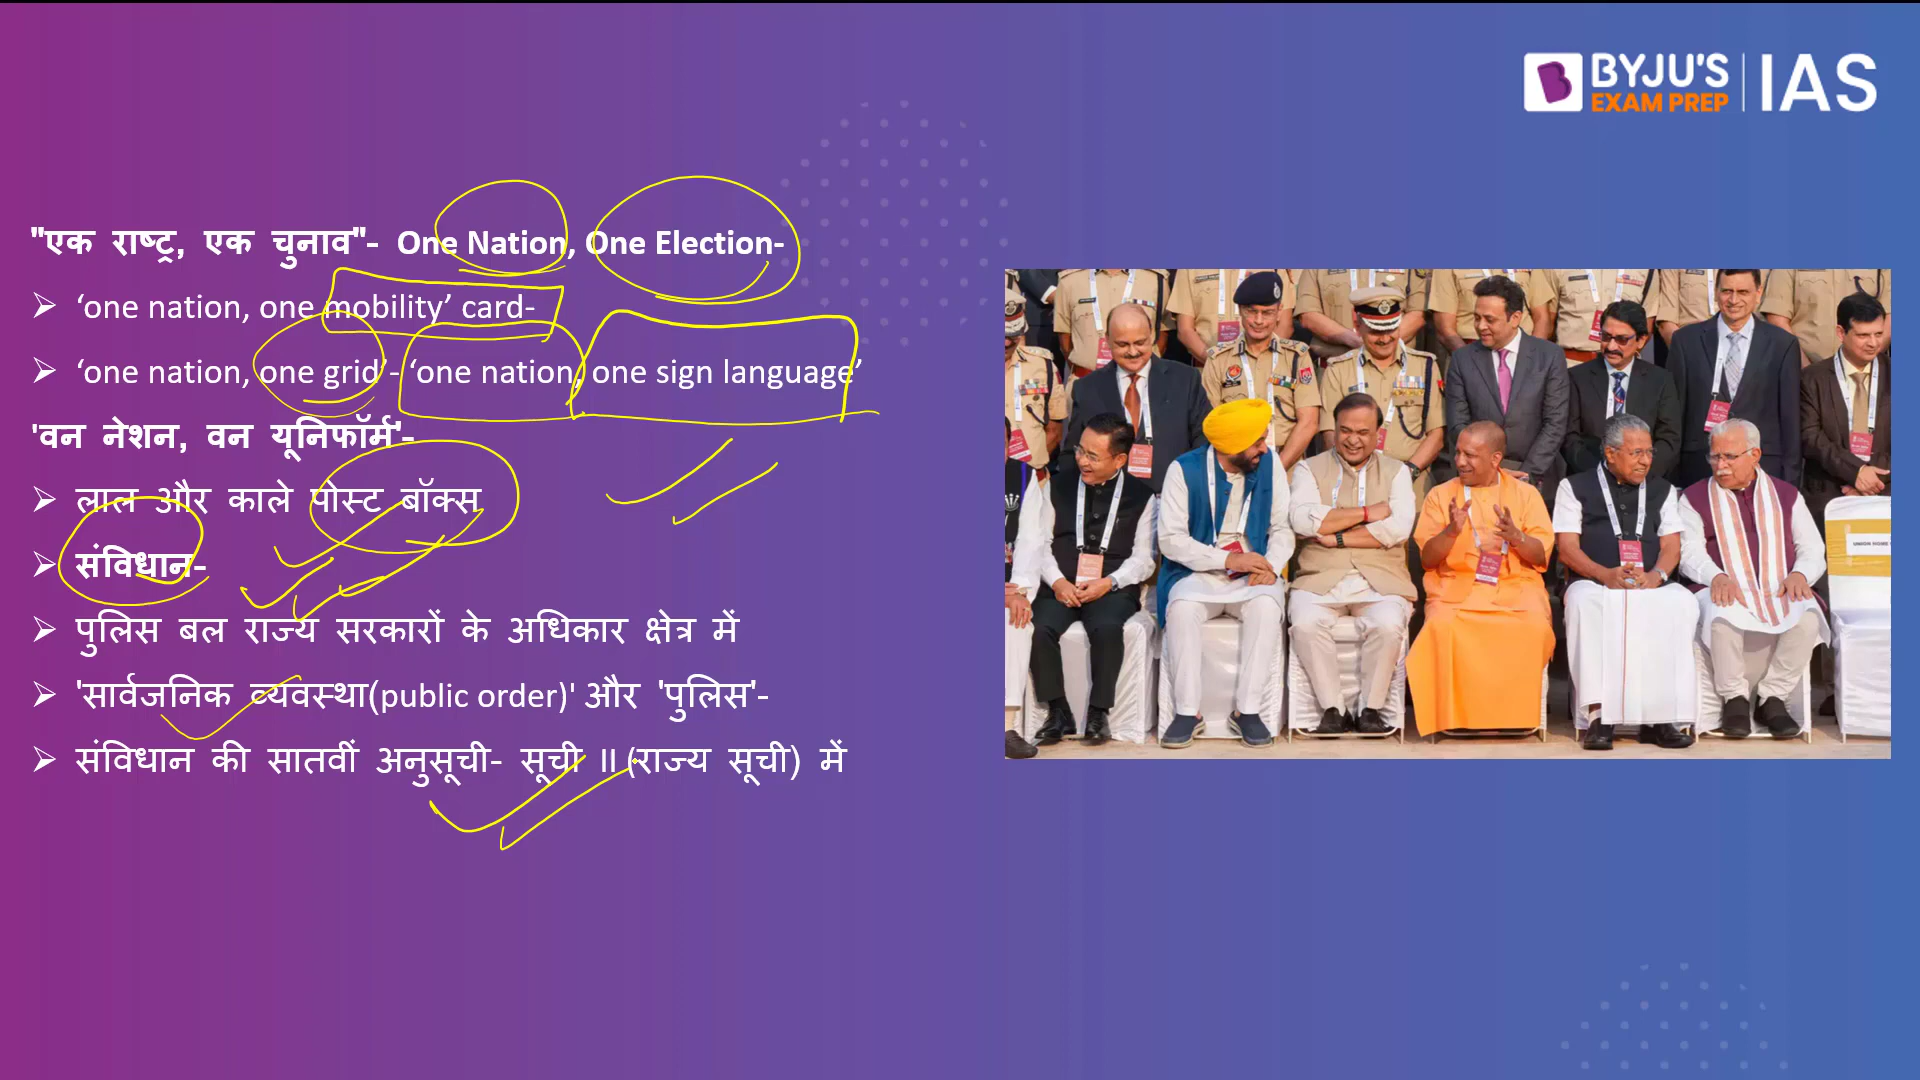 BYJU'S
EXAM PREP
IAS
"एक राष्ट्र, एक चुनाव"- One Nation, One Election-
➢ ‘one nation, one mobility’ card-
➢ ‘one nation, one grid’- ‘one nation, one sign language’
'वन नेशन, वन यूनिफॉर्म'-
➢ लाल और काले पोस्ट बॉक्स
➢ संविधान-
➢ पुलिस बल राज्य सरकारों के अधिकार क्षेत्र में
➢ 'सार्वजनिक व्यवस्था(public order)' और 'पुलिस'-
➢ संविधान की सातवीं अनुसूची- सूची II (राज्य सूची) में
UNION HOME